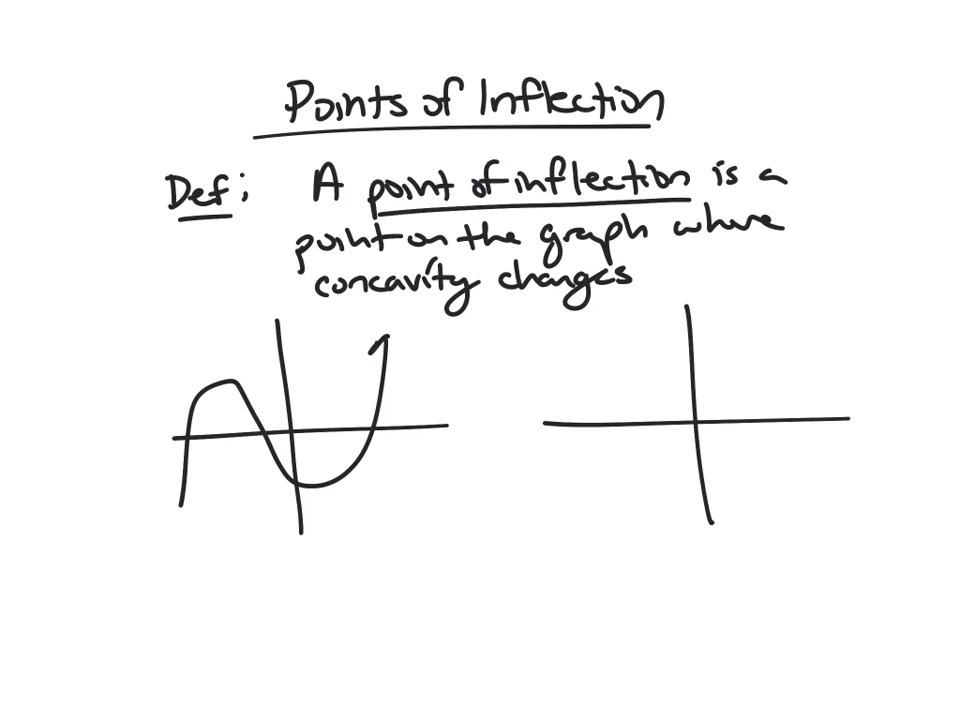 Points of Inflection
Def: A point of inflection is a
point on the graph where
concavity changes